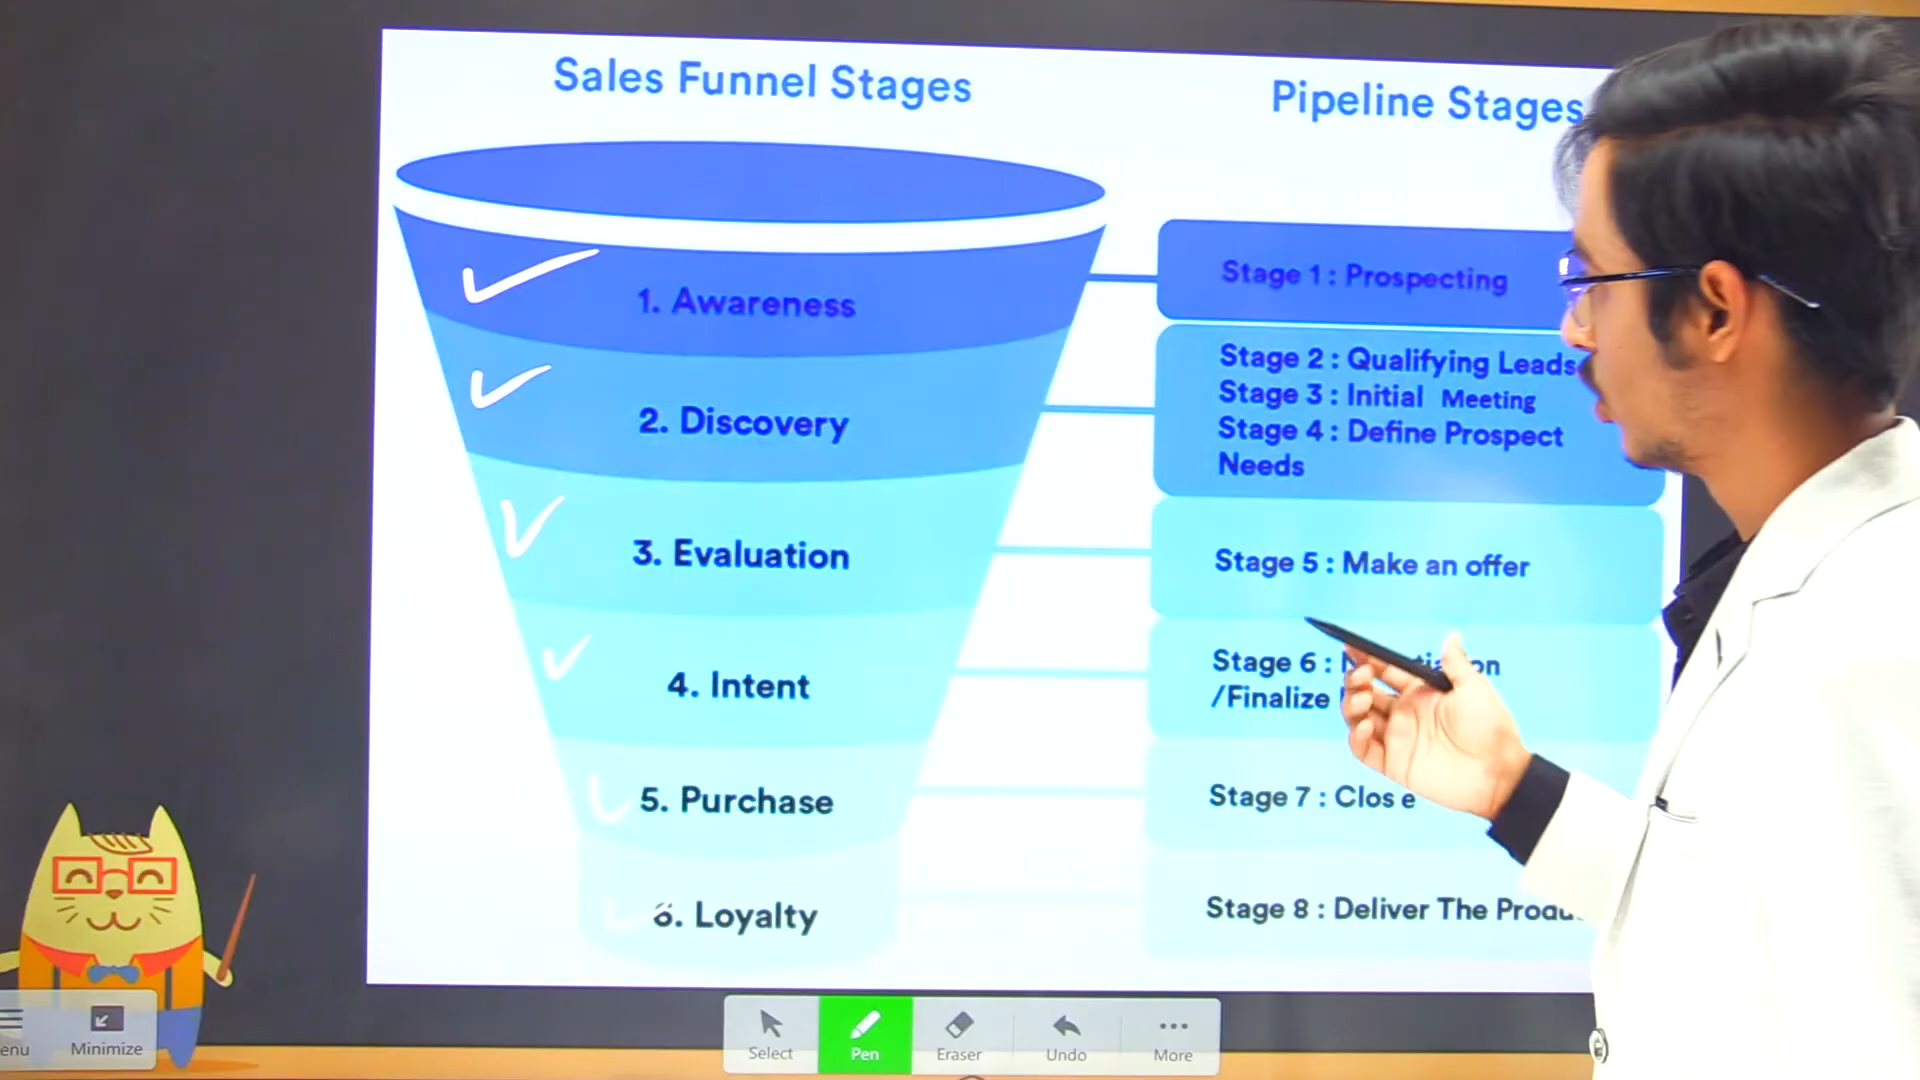 Sales Funnel Stages
Pipeline Stages
1. Awareness
2. Discovery
3. Evaluation
4. Intent
5. Purchase
6. Loyalty
Stage 1 : Prospecting
Stage 2 : Qualifying Leads
Stage 3 : Initial Meeting
Stage 4 : Define Prospect
Needs
Stage 5 : Make an offer
Stage 6 :
/Finalize
Stage 7 : Close
Stage 8 : Deliver The
Minimize
Select
Pen
Eraser
Undo
More